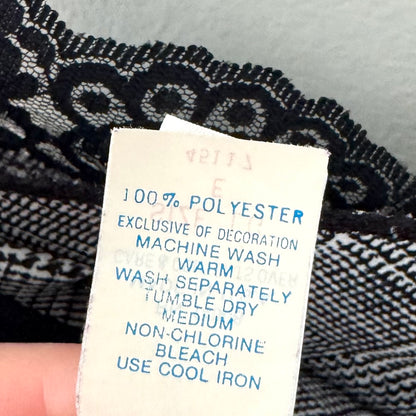 100% POLYESTER
EXCLUSIVE OF DECORATION
MACHINE WASH
WARM
WASH SEPARATELY
TUMBLE DRY
MEDIUM
NON-CHLORINE
BLEACH
USE COOL IRON